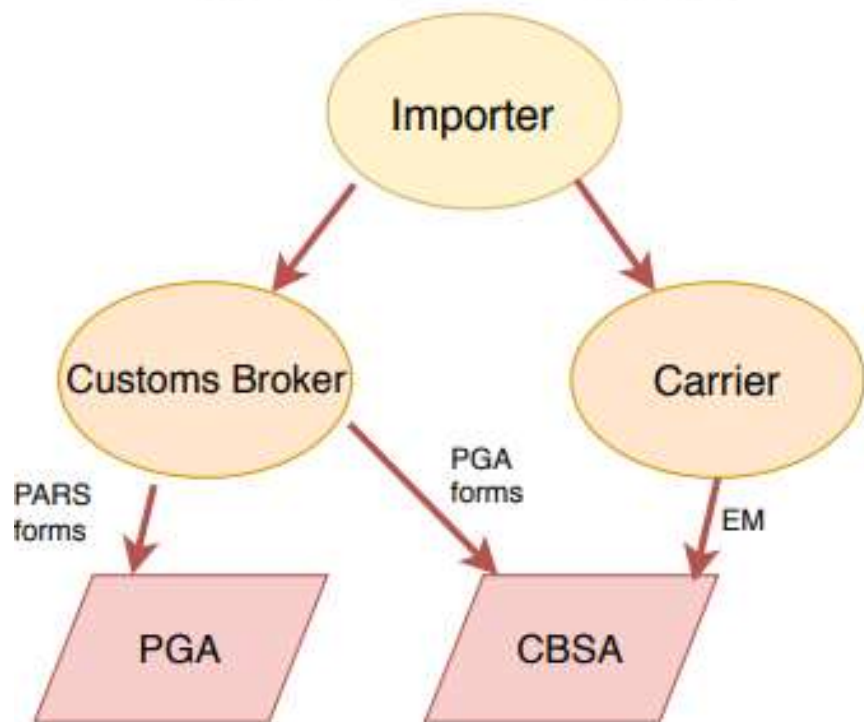 Importer
Customs Broker
Carrier
PARS
forms
PGA
forms
EM
PGA
CBSA